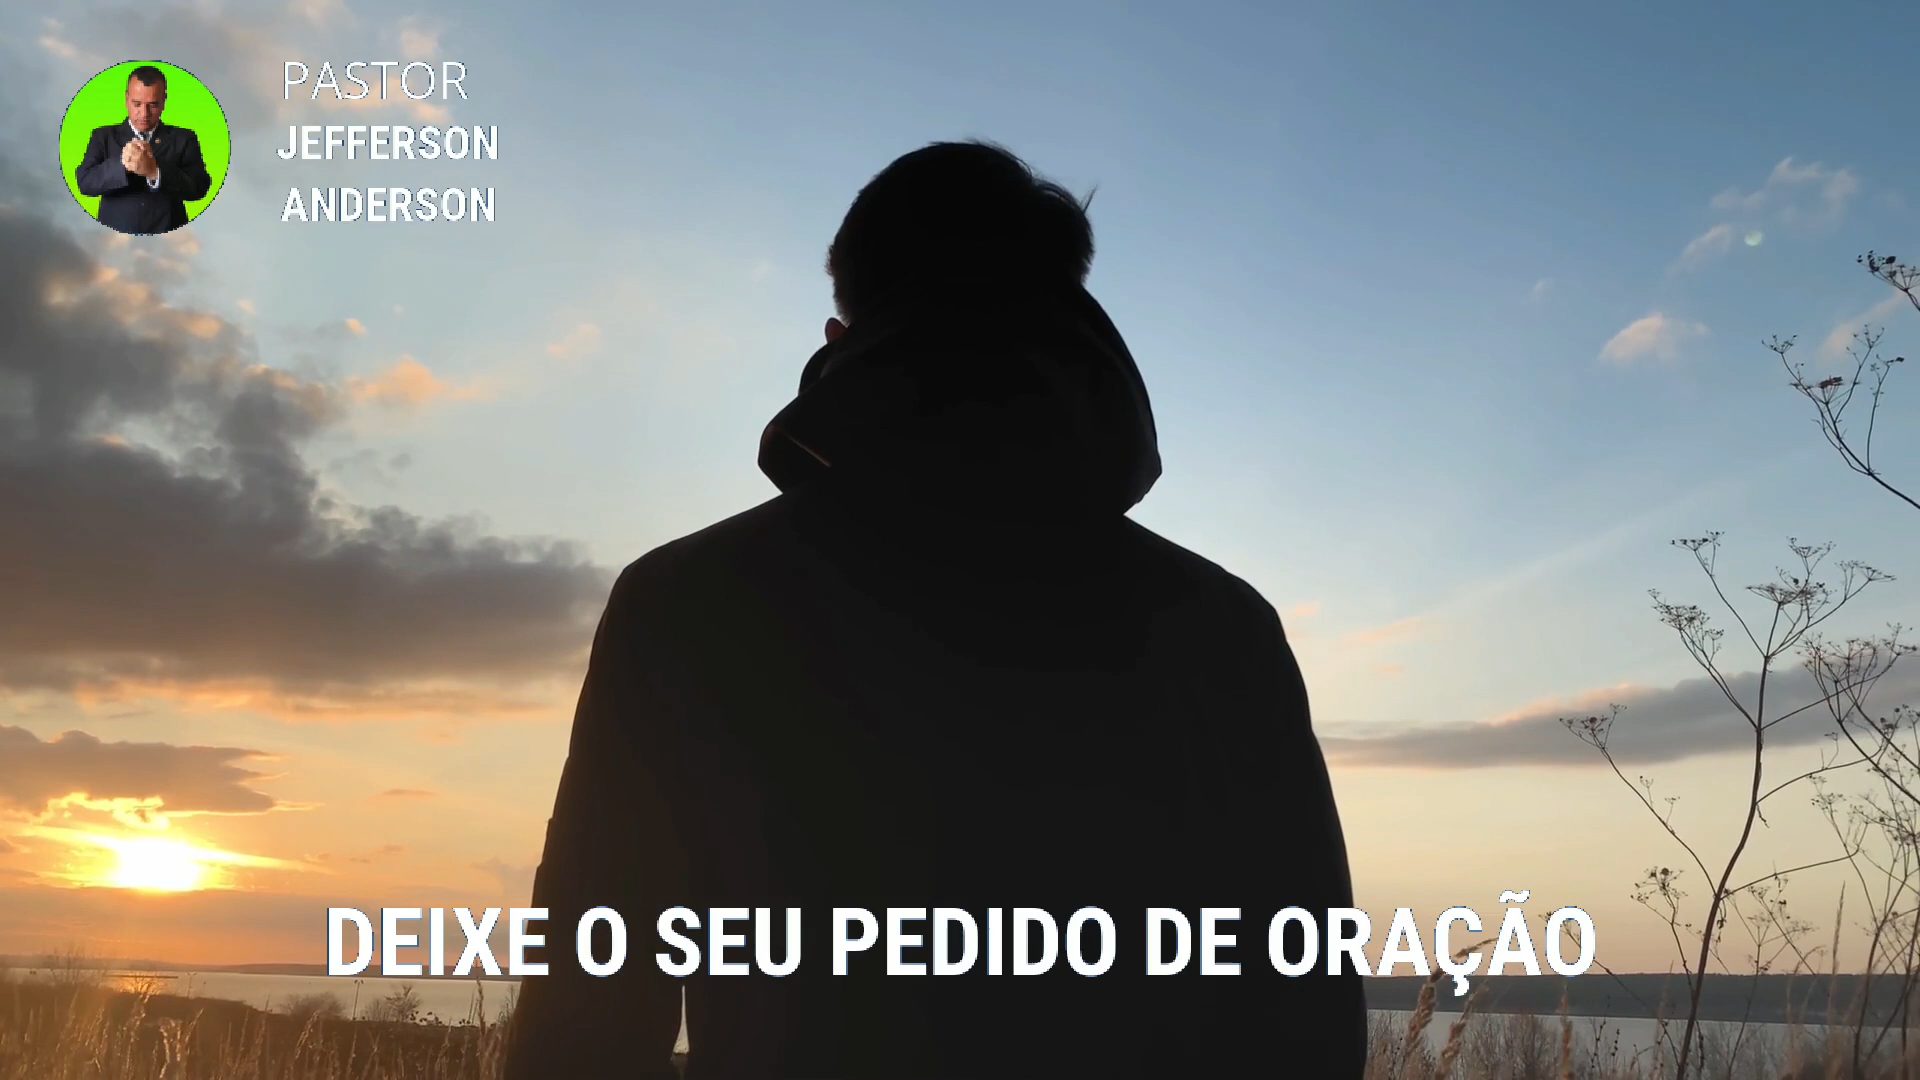 PASTOR
JEFFERSON
ANDERSON
DEIXE O SEU PEDIDO DE ORAÇÃO